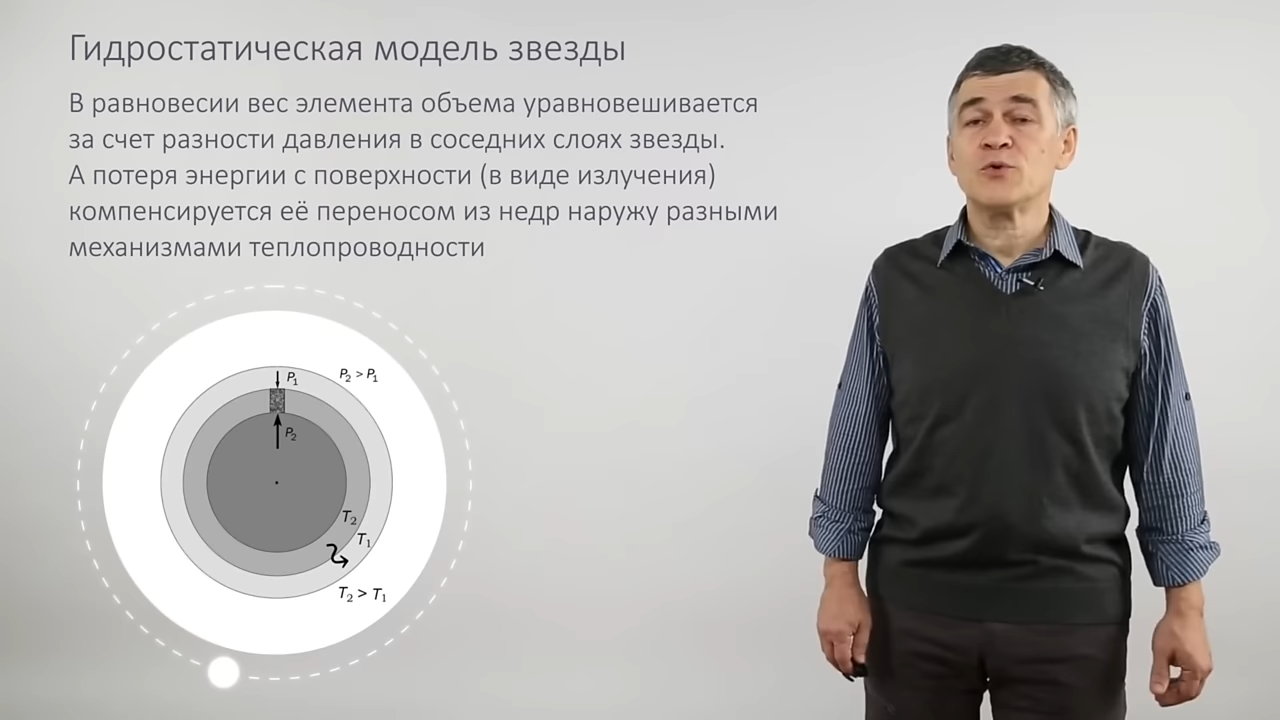 Гидростатическая модель звезды
В равновесии вес элемента объема уравновешивается
за счет разности давления в соседних слоях звезды.
А потеря энергии с поверхности (в виде излучения)
компенсируется её переносом из недр наружу разными
механизмами теплопроводности
P₁
P₂ > P₁
P₂
T₂
T₁
T₂ > T₁